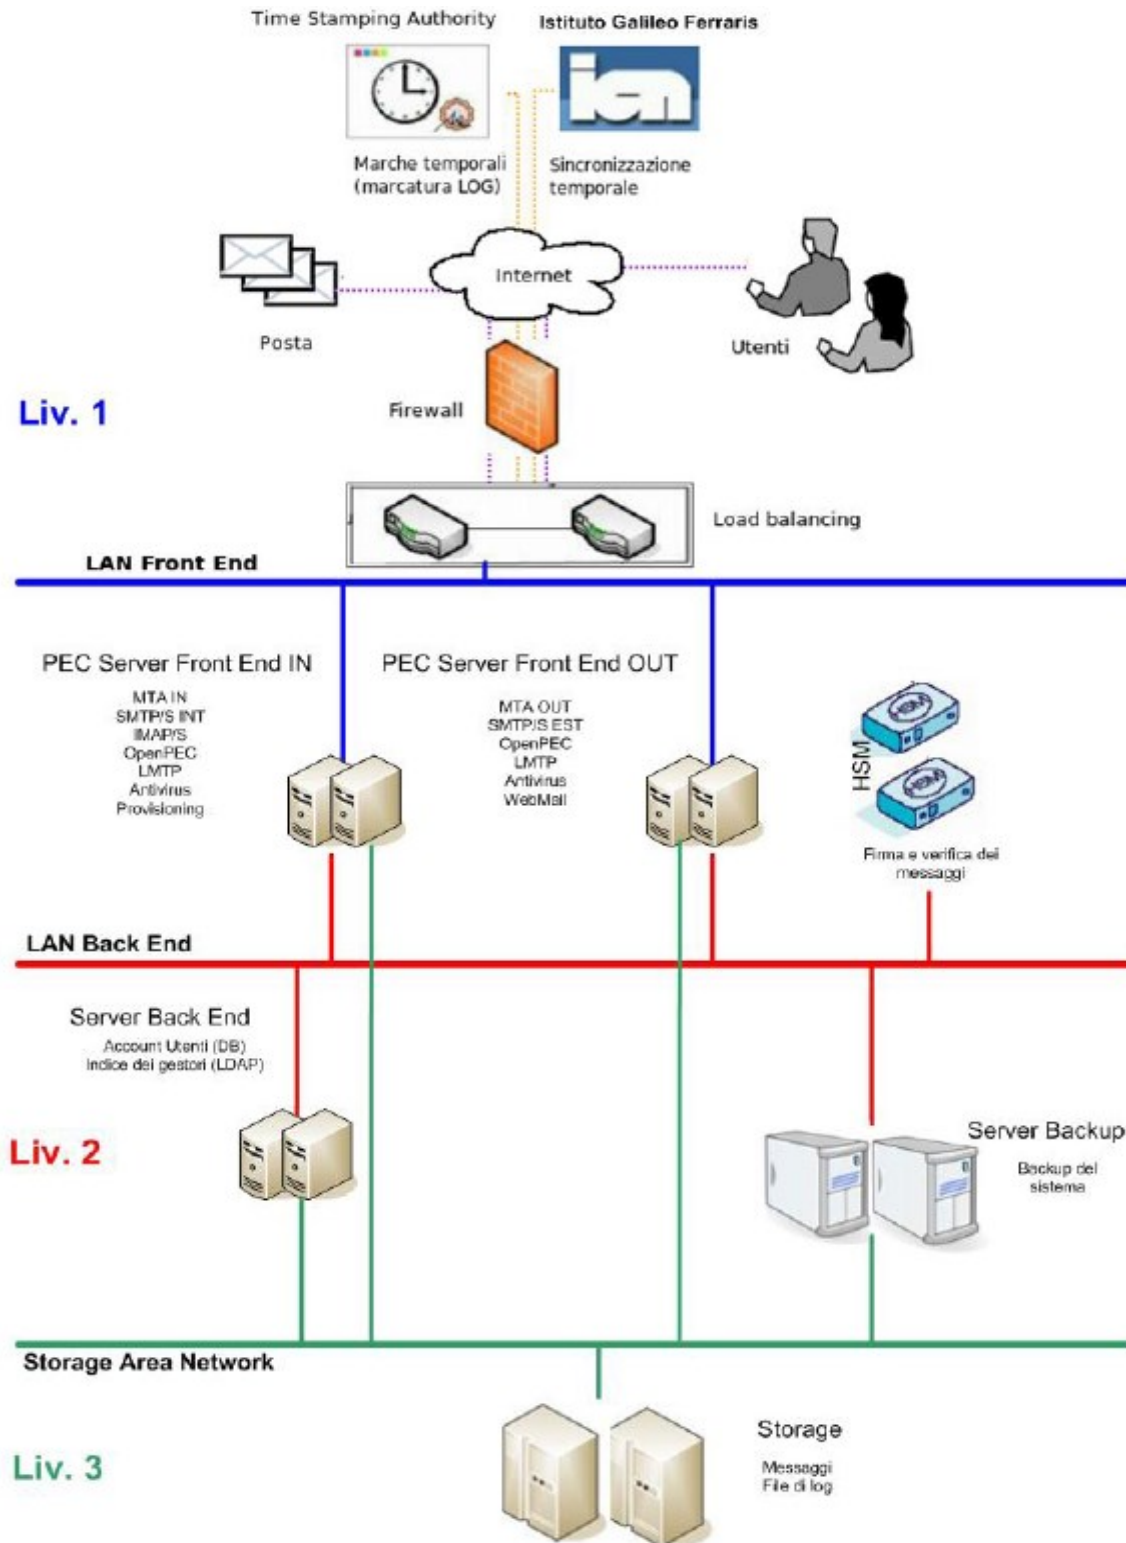 Time Stamping Authority
Istituto Galileo Ferraris
ien
Marche temporali
(marcatura LOG)
Sincronizzazione
temporale
Internet
Posta
Utenti
Firewall
Liv. 1
Load balancing
LAN Front End
PEC Server Front End IN
MTA IN
SMTP/S INT
IMAP/S
OpenPEC
LMTP
Antivirus
Provisioning
PEC Server Front End OUT
MTA OUT
SMTP/S EST
OpenPEC
LMTP
Antivirus
WebMail
HSM
HSM
HSM
Firma e verifica dei
messaggi
LAN Back End
Server Back End
Account Utenti (DB)
Indice dei gestori (LDAP)
Liv. 2
Server Backup
Backup del
sistema
Storage Area Network
Liv. 3
Storage
Messaggi
File di log